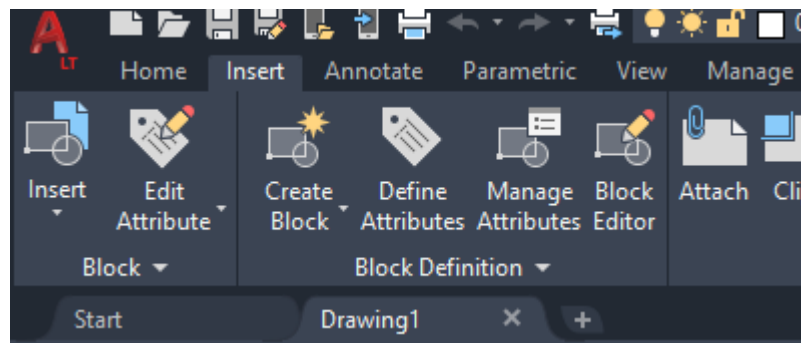 LT
Home Insert Annotate Parametric View Manage
Insert Edit Attribute Create Block Define Attributes Manage Attributes Block Editor Attach
Block Block Definition
Start Drawing1